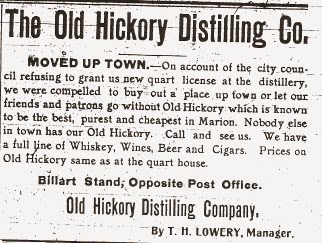 The Old Hickory Distilling Co.
MOVED UP TOWN.—On account of the city coun-
cil refusing to grant us new quart license at the distillery,
we were compelled to buy out a place up town or let our
friends and patrons go without Old Hickory which is known
to be the best, purest and cheapest in Marion. Nobody else
in town has our Old Hickory. Call and see us. We have
a full line of Whiskey, Wines, Beer and Cigars. Prices on
Old Hickory same as at the quart house.
Billart Stand, Opposite Post Office.
Old Hickory Distilling Company.
By T. H. LOWERY, Manager.